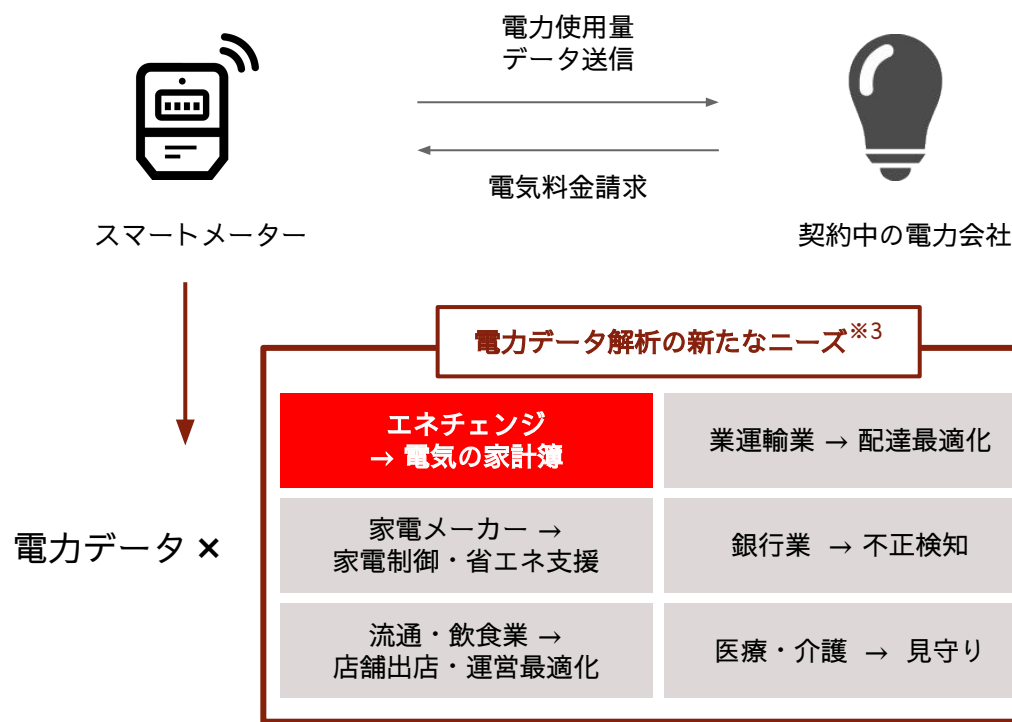 電力使用量
データ送信
電気料金請求
スマートメーター
契約中の電力会社
電力データ解析の新たなニーズ※3
エネチェンジ
→ 電気の家計簿
業運輸業 → 配達最適化
電力データ ×
家電メーカー →
家電制御・省エネ支援
銀行業 → 不正検知
流通・飲食業 →
店舗出店・運営最適化
医療・介護 → 見守り